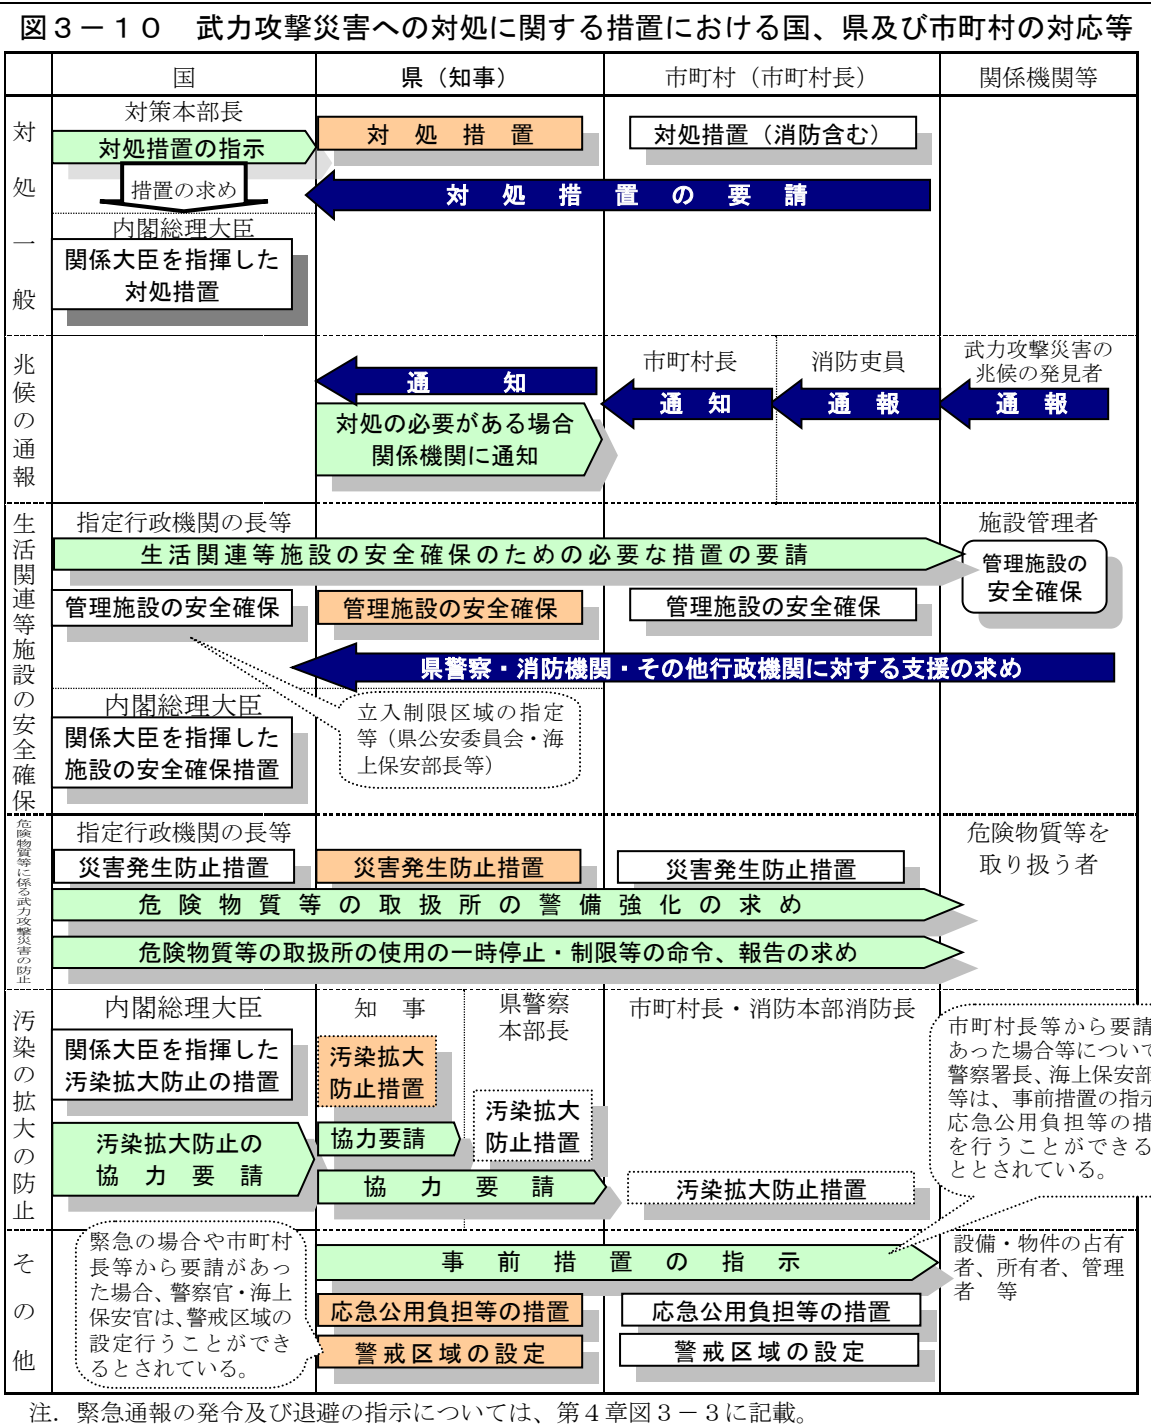 図３－１０　武力攻撃災害への対処に関する措置における国、県及び市町村の対応等
国
県（知事）
市町村（市町村長）
関係機関等
対処一般
対策本部長
対処措置の指示
措置の求め
内閣総理大臣
関係大臣を指揮した
対処措置
対処措置
対処措置（消防含む）
対処措置の要請
兆候の通報
通知
対処の必要がある場合
関係機関に通知
市町村長
通知
消防吏員
通報
武力攻撃災害の
兆候の発見者
通報
生活関連等施設の安全確保
指定行政機関の長等
施設管理者
生活関連等施設の安全確保のための必要な措置の要請
管理施設の
安全確保
管理施設の安全確保
管理施設の安全確保
管理施設の安全確保
県警察・消防機関・その他行政機関に対する支援の求め
内閣総理大臣
関係大臣を指揮した
施設の安全確保措置
立入制限区域の指定
等（県公安委員会・海
上保安部長等）
危険物質等に係る武力攻撃災害の防止
指定行政機関の長等
災害発生防止措置
災害発生防止措置
災害発生防止措置
危険物質等を
取り扱う者
危険物質等の取扱所の警備強化の求め
危険物質等の取扱所の使用の一時停止・制限等の命令、報告の求め
汚染の拡大の防止
内閣総理大臣
関係大臣を指揮した
汚染拡大防止の措置
汚染拡大防止の
協力要請
知事
汚染拡大
防止措置
協力要請
県警察
本部長
汚染拡大
防止措置
協力要請
市町村長・消防本部消防長
汚染拡大防止措置
市町村長等から要請
あった場合等について
警察署長、海上保安部
等は、事前措置の指示
応急公用負担等の措
を行うことができる
ととされている。
その他
緊急の場合や市町村
長等から要請があっ
た場合、警察官・海上
保安官は、警戒区域の
設定行うことができ
るとされている。
事前措置の指示
応急公用負担等の措置
応急公用負担等の措置
警戒区域の設定
警戒区域の設定
設備・物件の占有
者、所有者、管理
者　等
注．緊急通報の発令及び退避の指示については、第４章図３－３に記載。